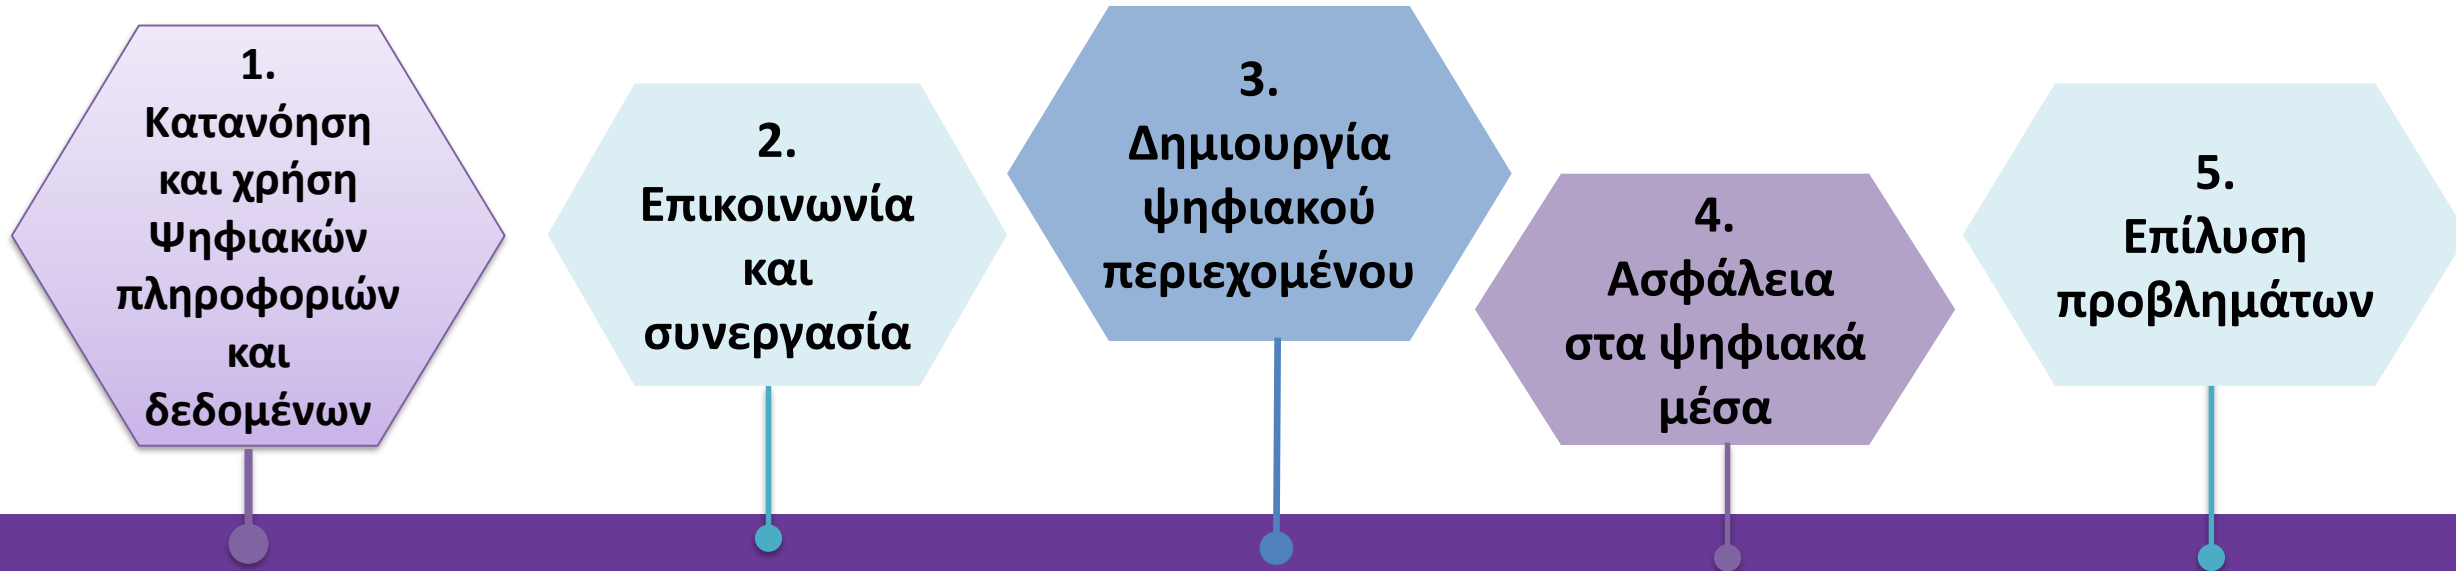 1.
Κατανόηση
και χρήση
Ψηφιακών
πληροφοριών
και
δεδομένων
2.
Επικοινωνία
και
συνεργασία
3.
Δημιουργία
ψηφιακού
περιεχομένου
4.
Ασφάλεια
στα ψηφιακά
μέσα
5.
Επίλυση
προβλημάτων